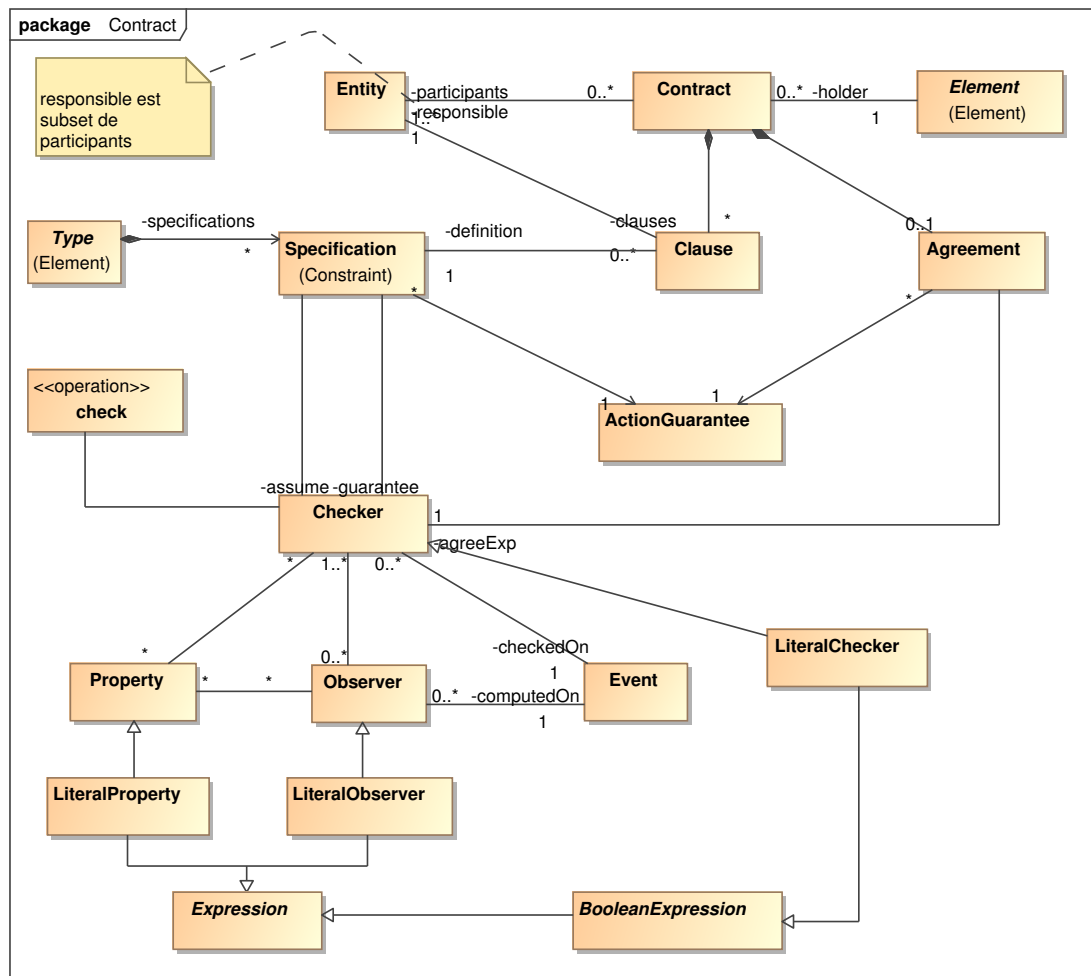 package Contract
responsible est
subset de
participants
Entity
-participants
1..*
0..*
Contract
0..*
-holder
1
Element
(Element)
-responsible
1
Type
(Element)
-specifications
*
Specification
(Constraint)
-definition
1
-clauses
*
0..*
Clause
0..1
Agreement
*
*
<<operation>>
check
1
1
ActionGuarantee
-assume
-guarantee
Checker
1
-agreeExp
*
1..*
0..*
LiteralChecker
*
0..*
-checkedOn
1
Property
*
*
Observer
0..*
-computedOn
1
Event
LiteralProperty
LiteralObserver
Expression
BooleanExpression